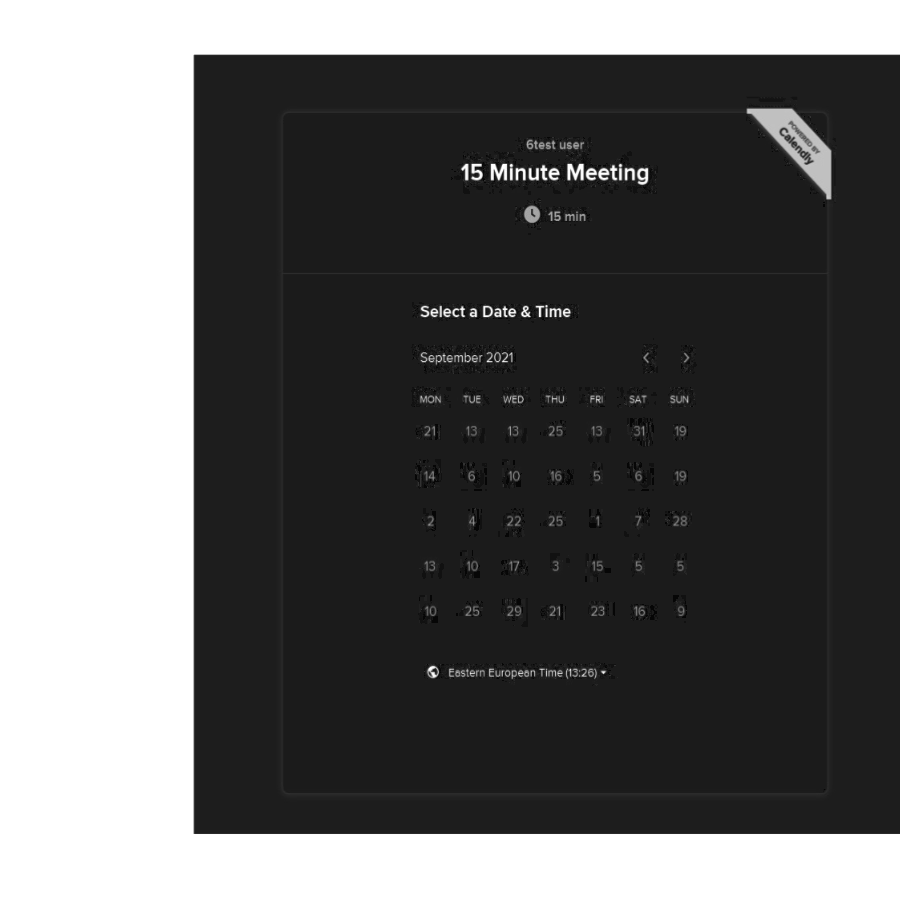 POWERED BY
Calendly
6test user
15 Minute Meeting
15 min
Select a Date & Time
September 2021
MON TUE WED THU FRI SAT SUN
21 13 13 25 13 31 19
14 6 10 16 5 6 19
2 4 22 25 1 7 28
13 10 17 3 15 5 5
10 25 29 21 23 16 9
Eastern European Time (13:26)